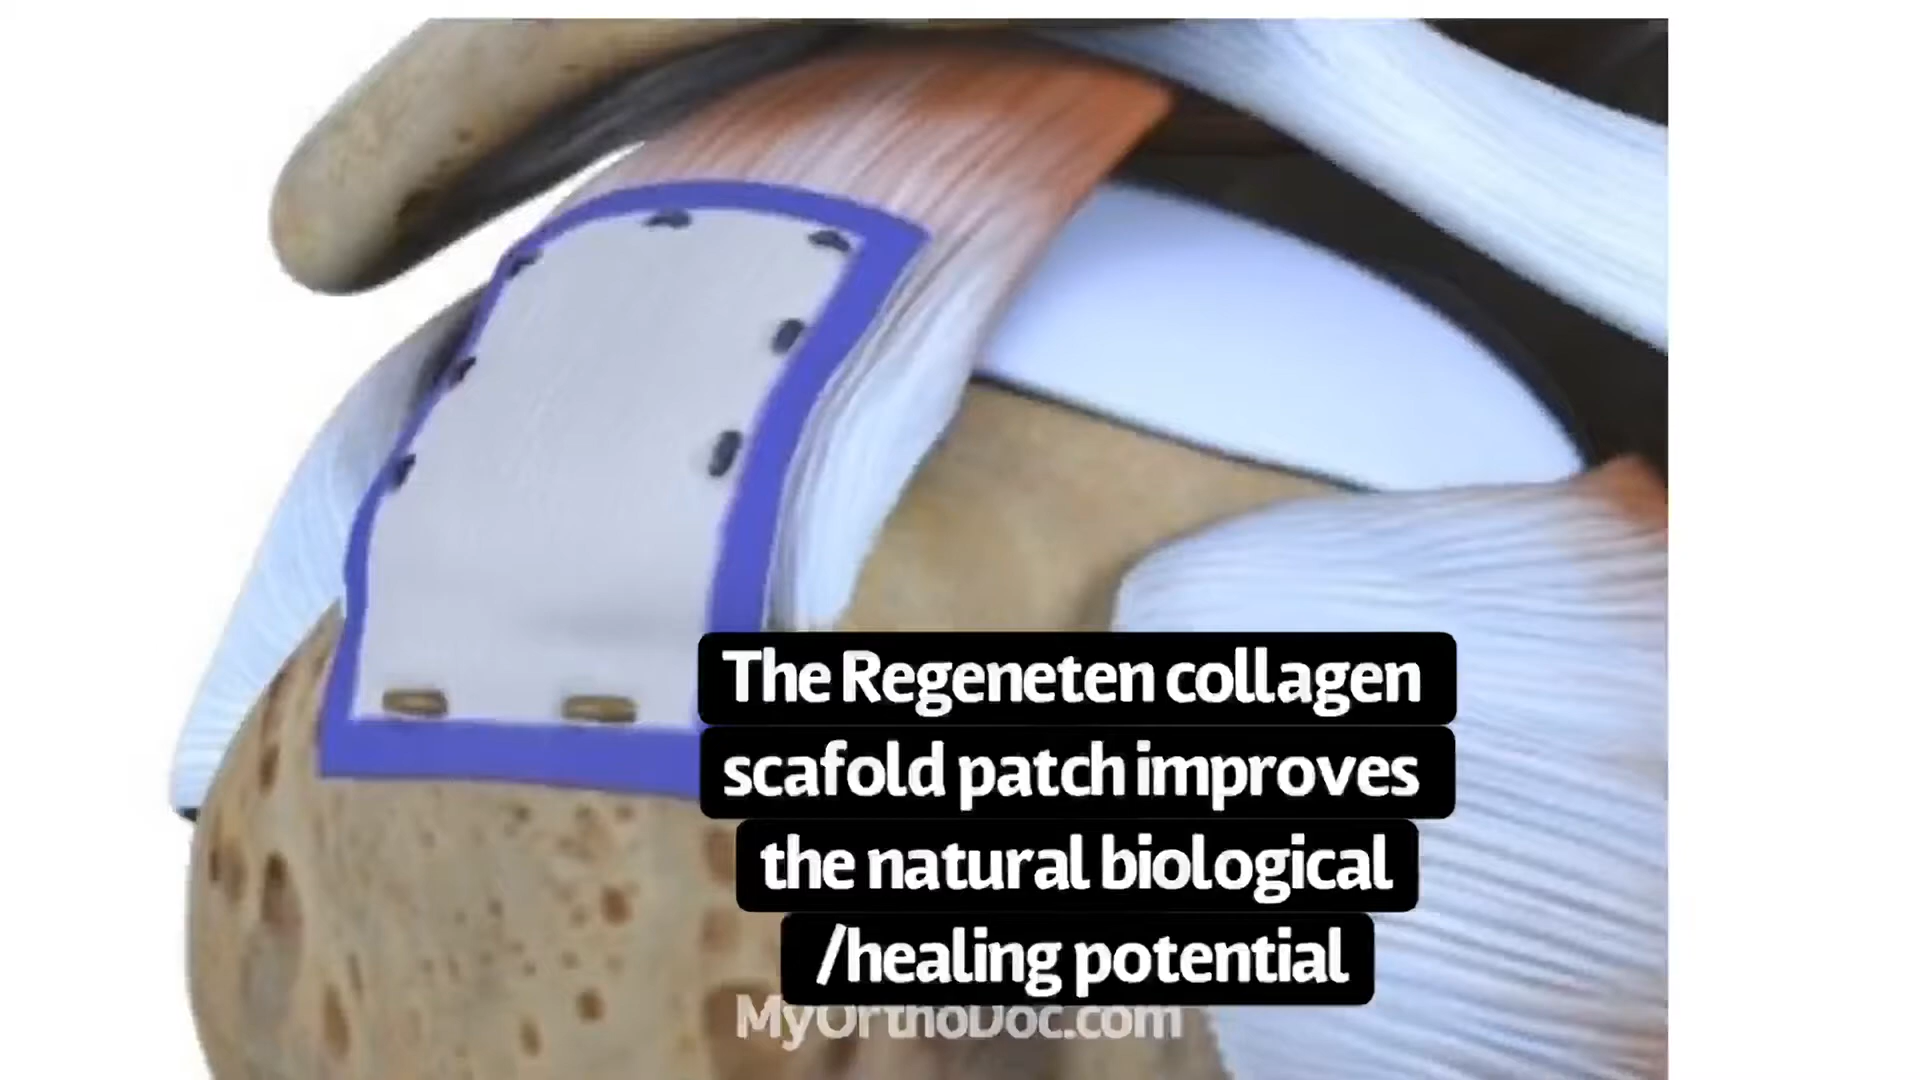 The Regeneten collagen
scafold patch improves
the natural biological
/healing potential
MyOrthoDoc.com